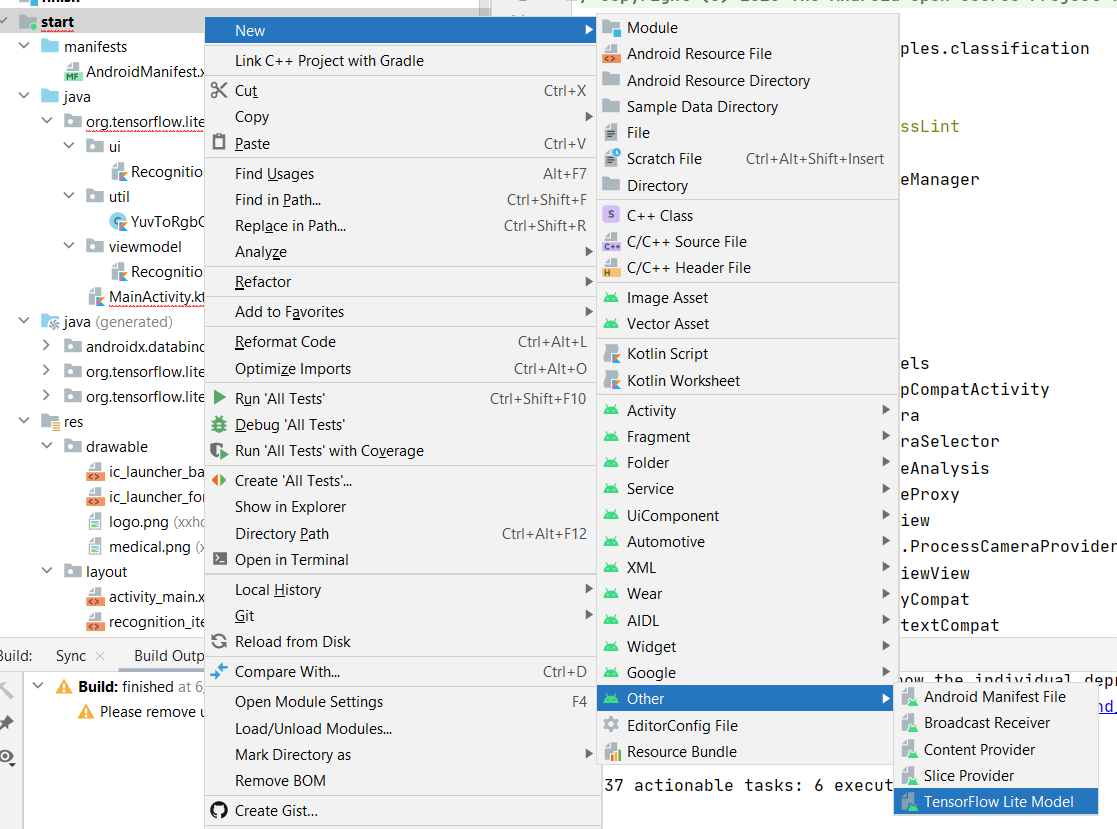 start
manifests
AndroidManifest.x
java
org.tensorflow.lite
ui
Recognitio
util
YuvToRgbC
viewmodel
Recognitio
MainActivity.kt
java (generated)
androidx.databind
org.tensorflow.lite
org.tensorflow.lite
res
drawable
ic_launcher_ba
ic_launcher_for
logo.png (xxhd
medical.png (x
layout
activity_main.x
recognition_ite
Build: Sync Build Outp
Build: finished at 6/
Please remove u
New
Link C++ Project with Gradle
Cut Ctrl+X
Copy
Paste Ctrl+V
Find Usages Alt+F7
Find in Path... Ctrl+Shift+F
Replace in Path... Ctrl+Shift+R
Analyze
Refactor
Add to Favorites
Reformat Code Ctrl+Alt+L
Optimize Imports Ctrl+Alt+O
Run 'All Tests' Ctrl+Shift+F10
Debug 'All Tests'
Run 'All Tests' with Coverage
Create 'All Tests'...
Show in Explorer
Directory Path Ctrl+Alt+F12
Open in Terminal
Local History
Git
Reload from Disk
Compare With... Ctrl+D
Open Module Settings F4
Load/Unload Modules...
Mark Directory as
Remove BOM
Create Gist...
Module
Android Resource File
Android Resource Directory
Sample Data Directory
File
Scratch File Ctrl+Alt+Shift+Insert
Directory
C++ Class
C/C++ Source File
C/C++ Header File
Image Asset
Vector Asset
Kotlin Script
Kotlin Worksheet
Activity
Fragment
Folder
Service
UiComponent
Automotive
XML
Wear
AIDL
Widget
Google
Other
EditorConfig File
Resource Bundle
Android Manifest File
Broadcast Receiver
Content Provider
Slice Provider
TensorFlow Lite Model
ples.classification
ssLint
eManager
els
pCompatActivity
ra
raSelector
eAnalysis
eProxy
iew
.ProcessCameraProvider
iewView
yCompat
textCompat
how the individual depr
nd_
37 actionable tasks: 6 execut